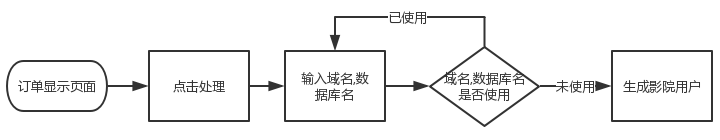 已使用
订单显示页面
点击处理
输入域名,数
据库名
域名,数据库名
是否使用
未使用
生成影院用户